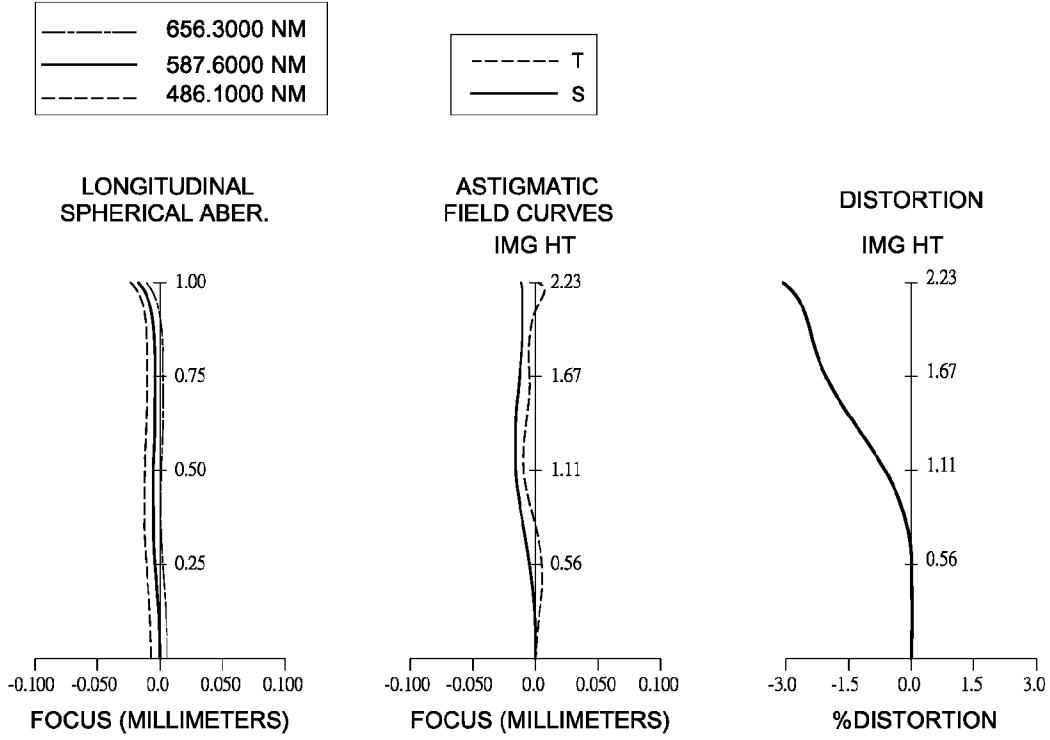 656.3000 NM
587.6000 NM
486.1000 NM
T
S
LONGITUDINAL
SPHERICAL ABER.
1.00
0.75
0.50
0.25
-0.100 -0.050 0.0 0.050 0.100
FOCUS (MILLIMETERS)
ASTIGMATIC
FIELD CURVES
IMG HT
2.23
1.67
1.11
0.56
-0.100 -0.050 0.0 0.050 0.100
FOCUS (MILLIMETERS)
DISTORTION
IMG HT
2.23
1.67
1.11
0.56
-3.0 -1.5 0.0 1.5 3.0
%DISTORTION